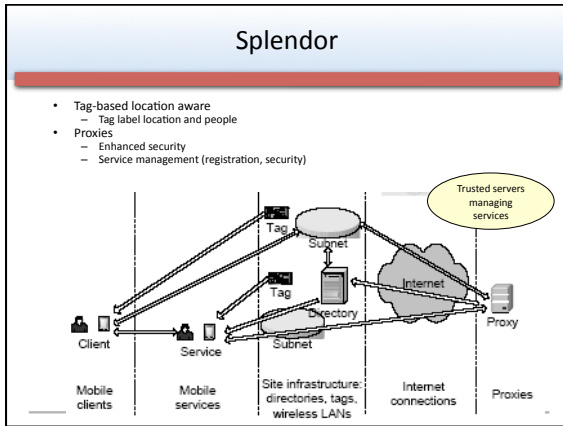 Splendor
• Tag-based location aware
– Tag label location and people
• Proxies
– Enhanced security
– Service management (registration, security)
Trusted servers
managing
services
Tag
Subnet
Tag
Internet
Directory
Proxy
Client
Service
Subnet
Mobile
clients
Mobile
services
Site infrastructure:
directories, tags,
wireless LANs
Internet
connections
Proxies